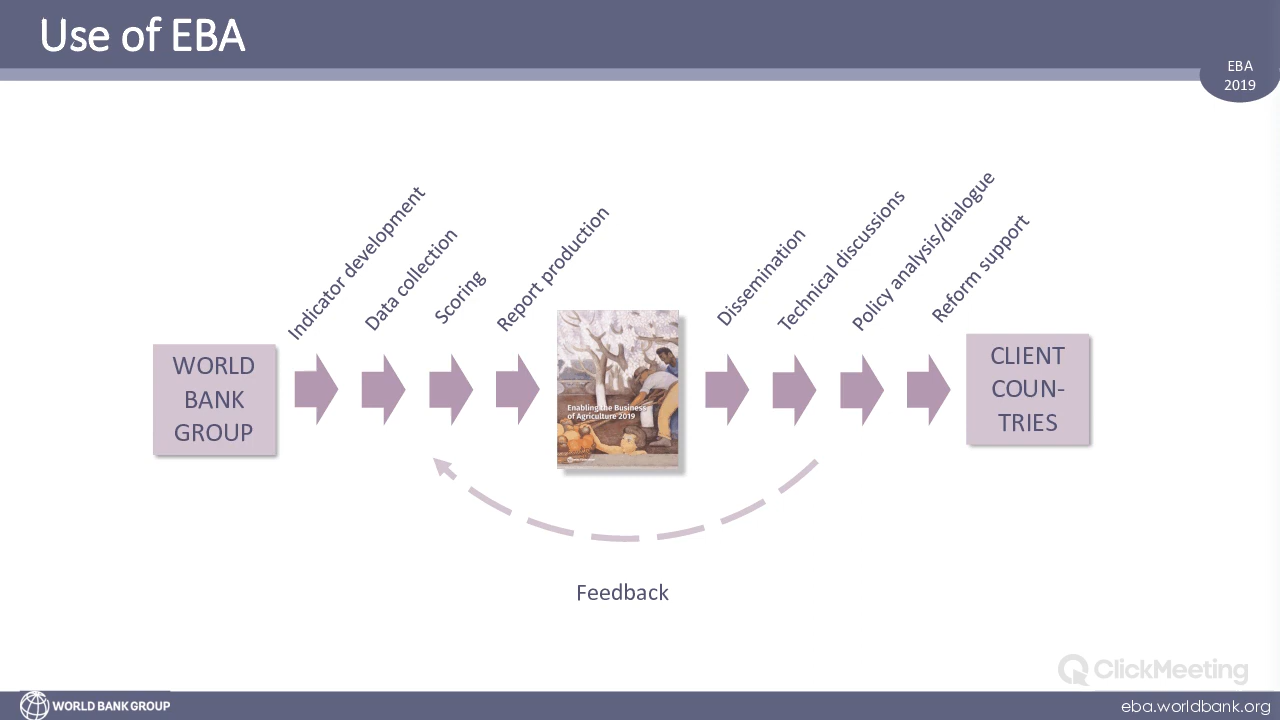 Use of EBA
EBA
2019
Indicator development
Data collection
Scoring
Report production
Dissemination
Technical discussions
Policy analysis/dialogue
Reform support
WORLD
BANK
GROUP
Enabling the Business
of Agriculture 2019
CLIENT
COUN-
TRIES
Feedback
ClickMeeting
WORLD BANK GROUP
eba.worldbank.org